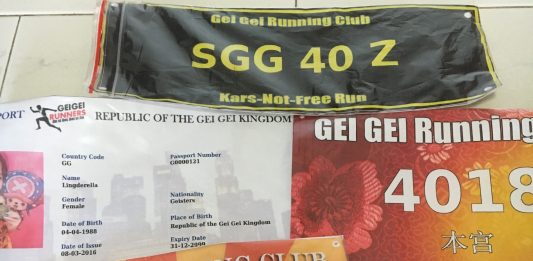 Gei Gei Running Club
SGG 40 Z
Kars-Not-Free Run
PORT
GEIGEI
RUNNERS
REPUBLIC OF THE GEI GEI KINGDOM
Country Code
GG
Passport Number
G0000121
Name
Lingderella
Gender
Female
Nationality
Geisters
Date of Birth
04-04-1988
Place of Birth
Republic of the Gei Gei Kingdom
Date of Issue
08-03-2016
Expiry Date
31-12-2099
GEI GEI Running
4018
本宫
CLUB